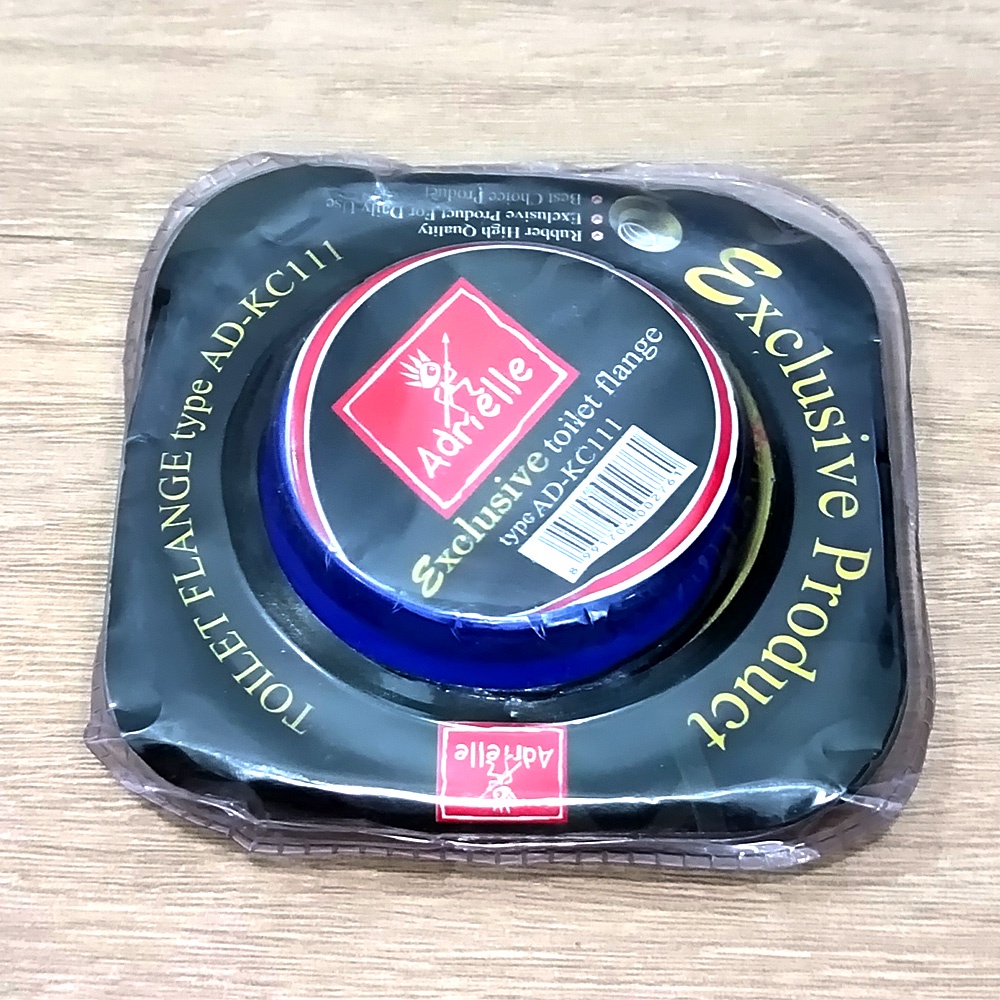 Adrielle
Exclusive toilet flange
type AD-KC111
TOILET FLANGE type AD-KC111
Exclusive Product
Rubber High Quality
Exclusive Product For Daily Use
Best Choice Product
Adrielle